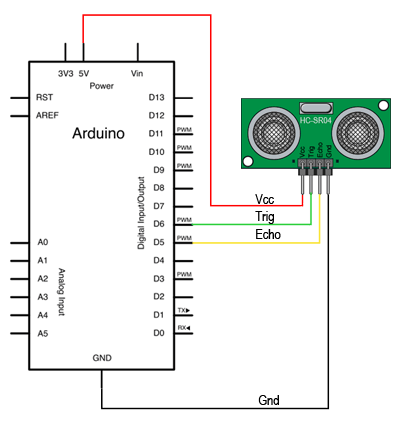 3V3 5V Vin
Power
RST
AREF
Arduino
D13
D12
PWM
D11
PWM
D10
PWM
D9
D8
D7
PWM
D6
PWM
D5
D4
PWM
D3
D2
TX▶
D1
RX◀
D0
Digital Input/Output
A0
A1
A2
A3
A4
A5
Analog Input
GND
HC-SR04
Vcc
Trig
Echo
Gnd
Vcc
Trig
Echo
Gnd